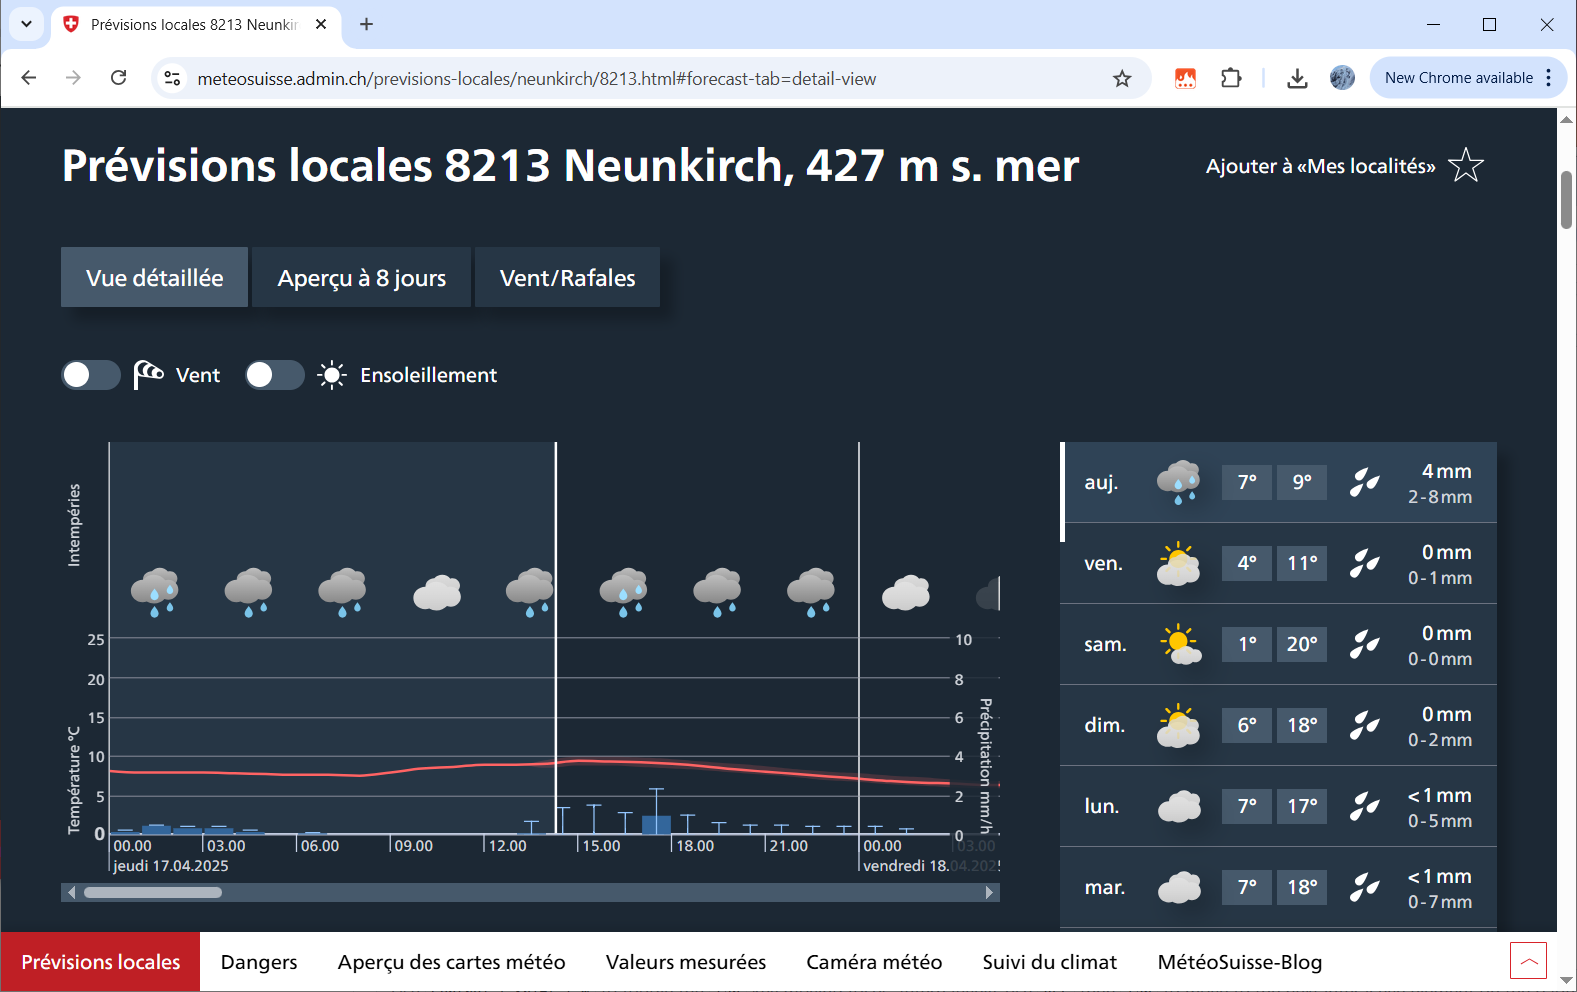 Prévisions locales 8213 Neunkir
meteosuisse.admin.ch/previsions-locales/neunkirch/8213.html#forecast-tab=detail-view
New Chrome available
Prévisions locales 8213 Neunkirch, 427 m s. mer
Ajouter à «Mes localités»
Vue détaillée
Aperçu à 8 jours
Vent/Rafales
Vent
Ensoleillement
Intempéries
Température °C
25
20
15
10
5
0
10
8
6
4
2
0
Précipitation mm/h
00.00 03.00 06.00 09.00 12.00 15.00 18.00 21.00 00.00 03.00
jeudi 17.04.2025
vendredi 18.04.2025
auj. 7° 9° 4 mm
2-8 mm
ven. 4° 11° 0 mm
0-1 mm
sam. 1° 20° 0 mm
0-0 mm
dim. 6° 18° 0 mm
0-2 mm
lun. 7° 17° <1 mm
0-5 mm
mar. 7° 18° <1 mm
0-7 mm
Prévisions locales
Dangers
Aperçu des cartes météo
Valeurs mesurées
Caméra météo
Suivi du climat
MétéoSuisse-Blog